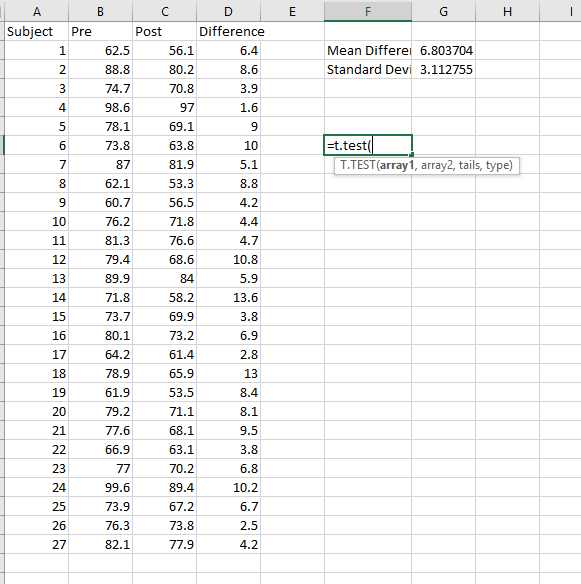 A B C D E F G H I
Subject Pre Post Difference
1 62.5 56.1 6.4 Mean Differer 6.803704
2 88.8 80.2 8.6 Standard Devi 3.112755
3 74.7 70.8 3.9
4 98.6 97 1.6
5 78.1 69.1 9
6 73.8 63.8 10 =t.test(
7 87 81.9 5.1 T.TEST(array1, array2, tails, type)
8 62.1 53.3 8.8
9 60.7 56.5 4.2
10 76.2 71.8 4.4
11 81.3 76.6 4.7
12 79.4 68.6 10.8
13 89.9 84 5.9
14 71.8 58.2 13.6
15 73.7 69.9 3.8
16 80.1 73.2 6.9
17 64.2 61.4 2.8
18 78.9 65.9 13
19 61.9 53.5 8.4
20 79.2 71.1 8.1
21 77.6 68.1 9.5
22 66.9 63.1 3.8
23 77 70.2 6.8
24 99.6 89.4 10.2
25 73.9 67.2 6.7
26 76.3 73.8 2.5
27 82.1 77.9 4.2